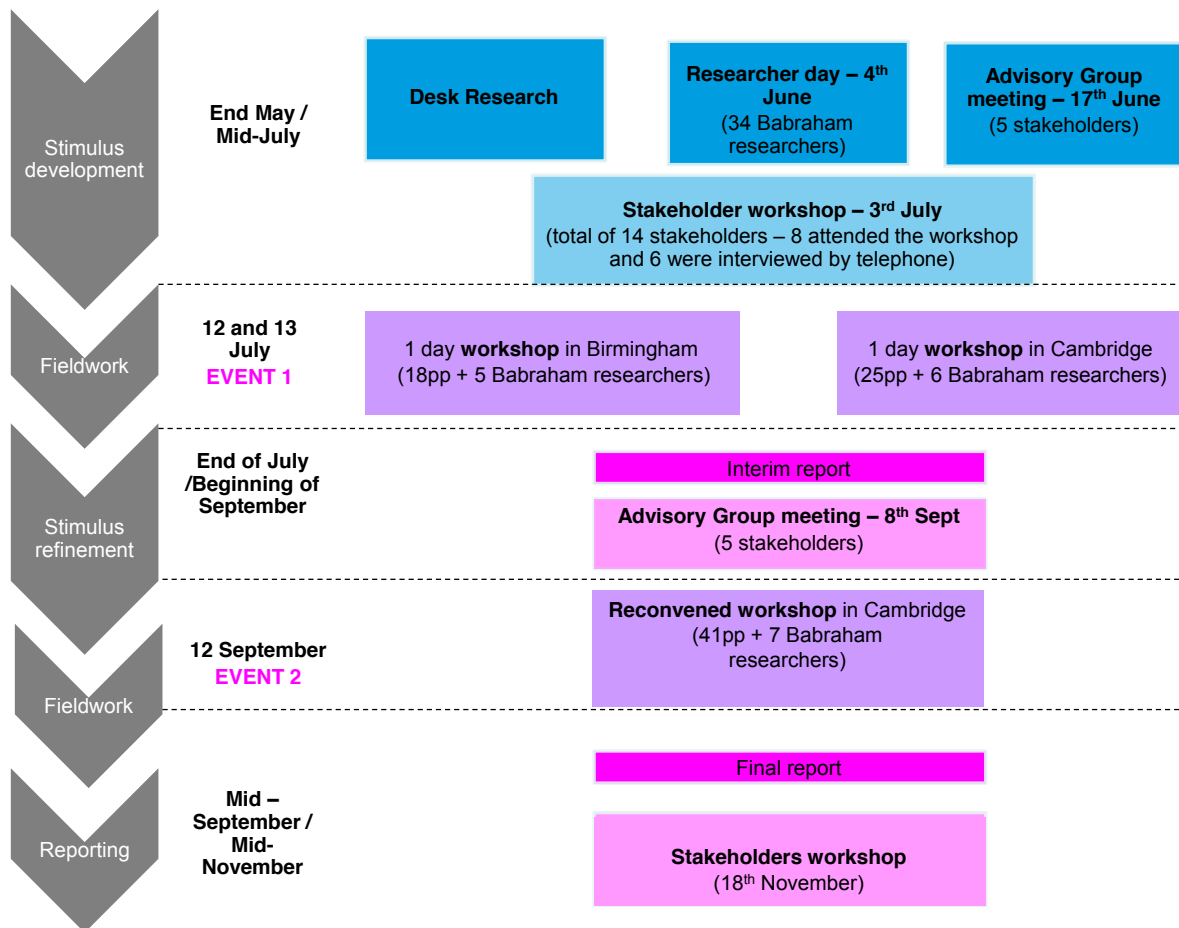 Stimulus
development
End May /
Mid-July
Desk Research
Researcher day – 4th
June
(34 Babraham
researchers)
Advisory Group
meeting – 17th June
(5 stakeholders)
Stakeholder workshop – 3rd July
(total of 14 stakeholders – 8 attended the workshop
and 6 were interviewed by telephone)
Fieldwork
12 and 13
July
EVENT 1
1 day workshop in Birmingham
(18pp + 5 Babraham researchers)
1 day workshop in Cambridge
(25pp + 6 Babraham researchers)
Stimulus
refinement
End of July
/Beginning of
September
Interim report
Advisory Group meeting – 8th Sept
(5 stakeholders)
Fieldwork
12 September
EVENT 2
Reconvened workshop in Cambridge
(41pp + 7 Babraham
researchers)
Reporting
Mid –
September /
Mid-
November
Final report
Stakeholders workshop
(18th November)